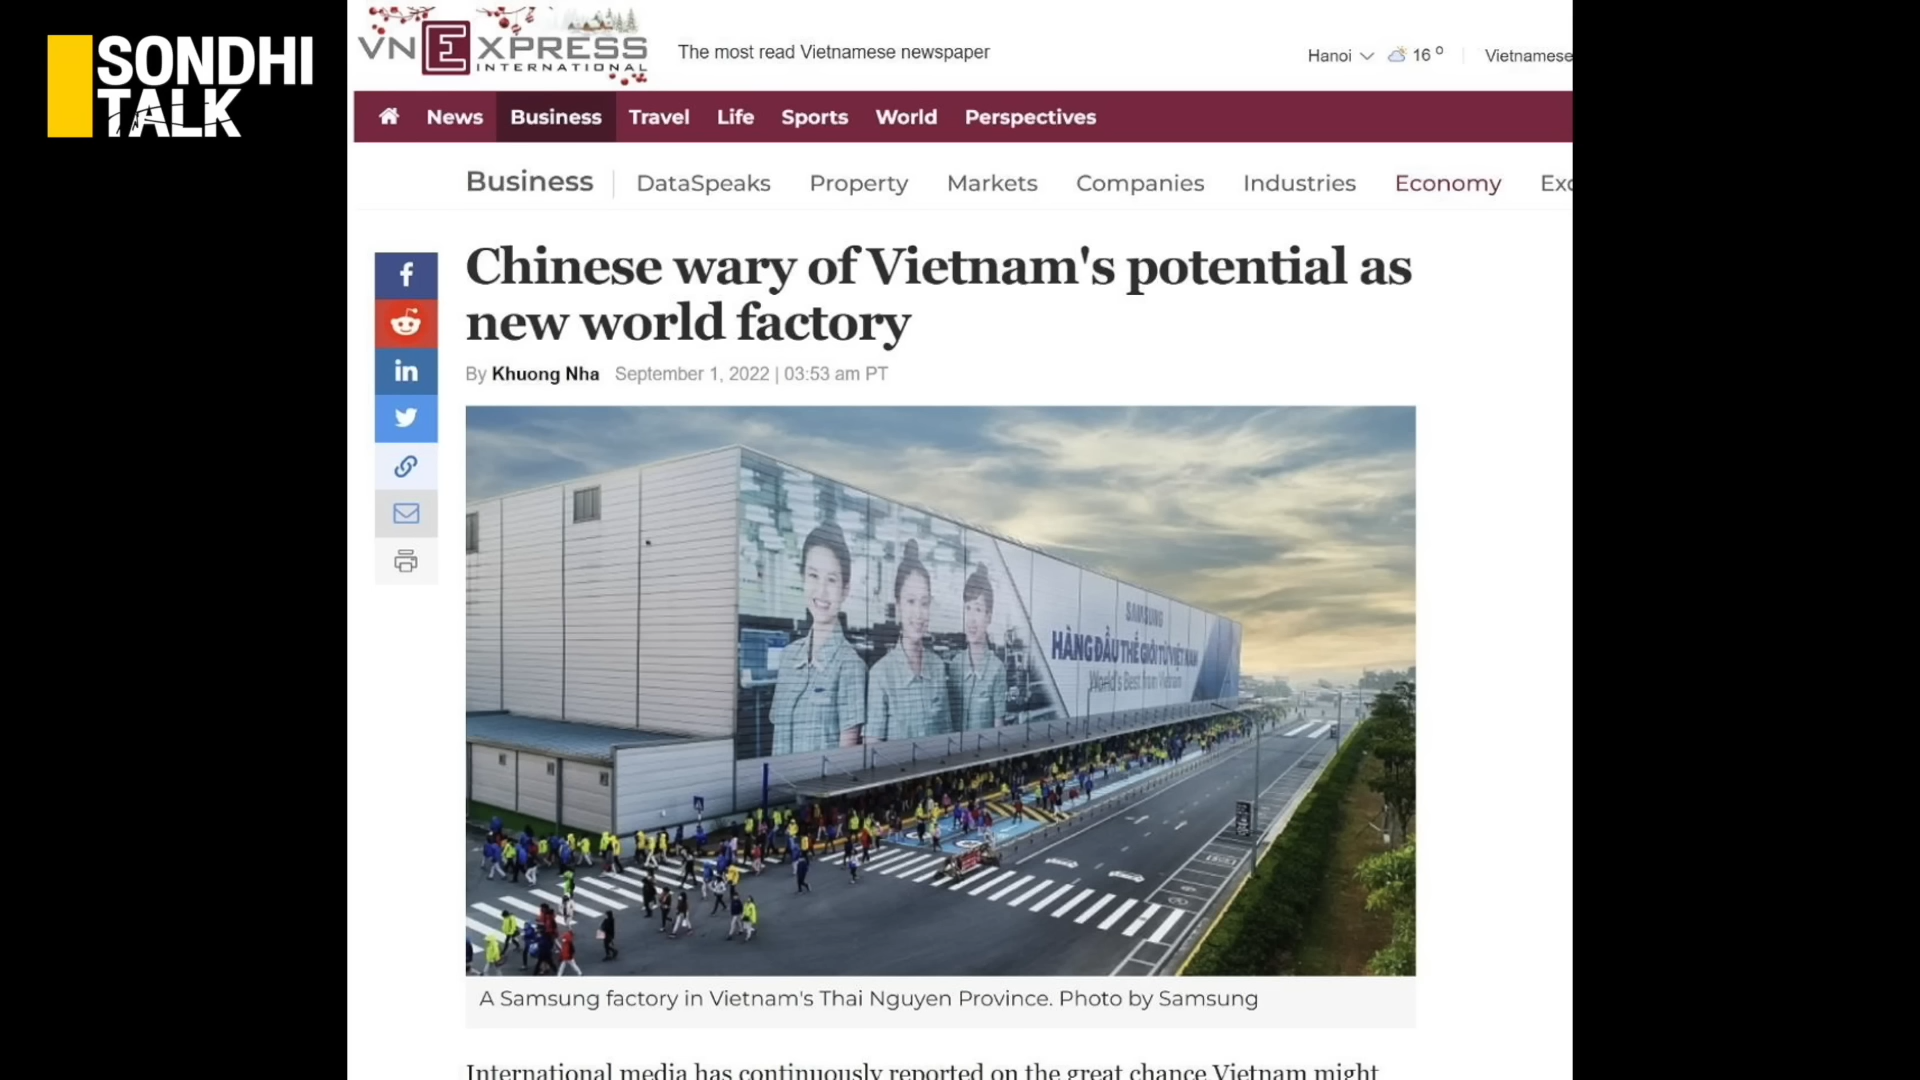 SONDHI
TALK
VNEXPRESS
INTERNATIONAL
The most read Vietnamese newspaper
Hanoi
16 °
Vietnamese
News Business Travel Life Sports World Perspectives
Business DataSpeaks Property Markets Companies Industries Economy
Chinese wary of Vietnam's potential as
new world factory
By Khuong Nha September 1, 2022 | 03:53 am PT
SAMSUNG
HÀNG ĐẦU THẾ GIỚI TỪ VIỆT NAM
World's Best from Vietnam
A Samsung factory in Vietnam's Thai Nguyen Province. Photo by Samsung
International media has continuously reported on the great chance Vietnam might